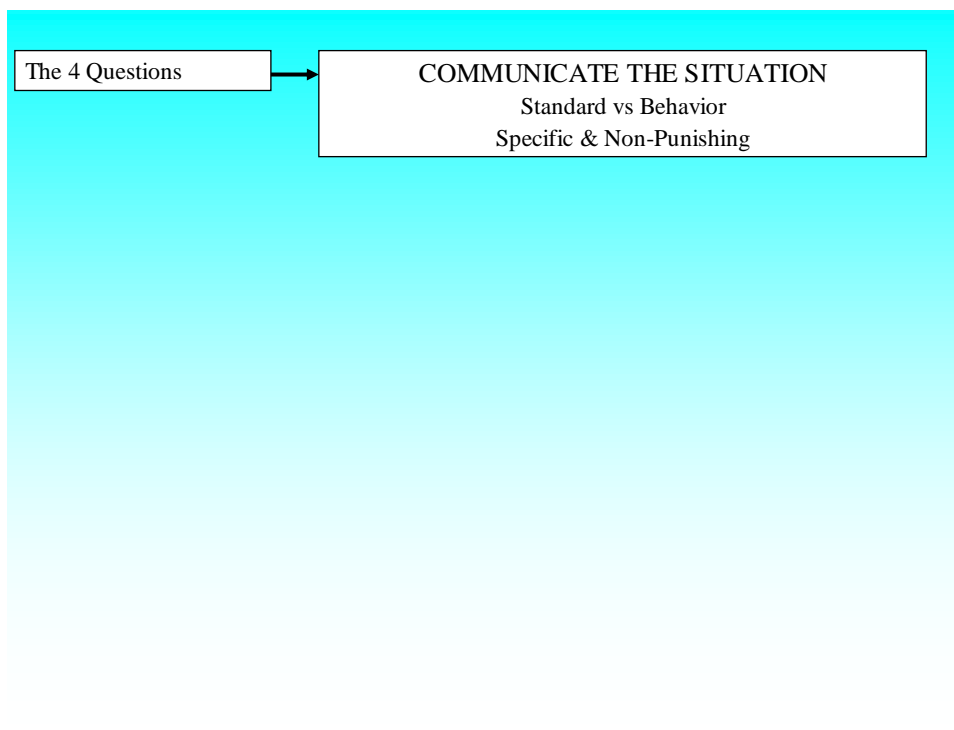 The 4 Questions
COMMUNICATE THE SITUATION
Standard vs Behavior
Specific & Non-Punishing